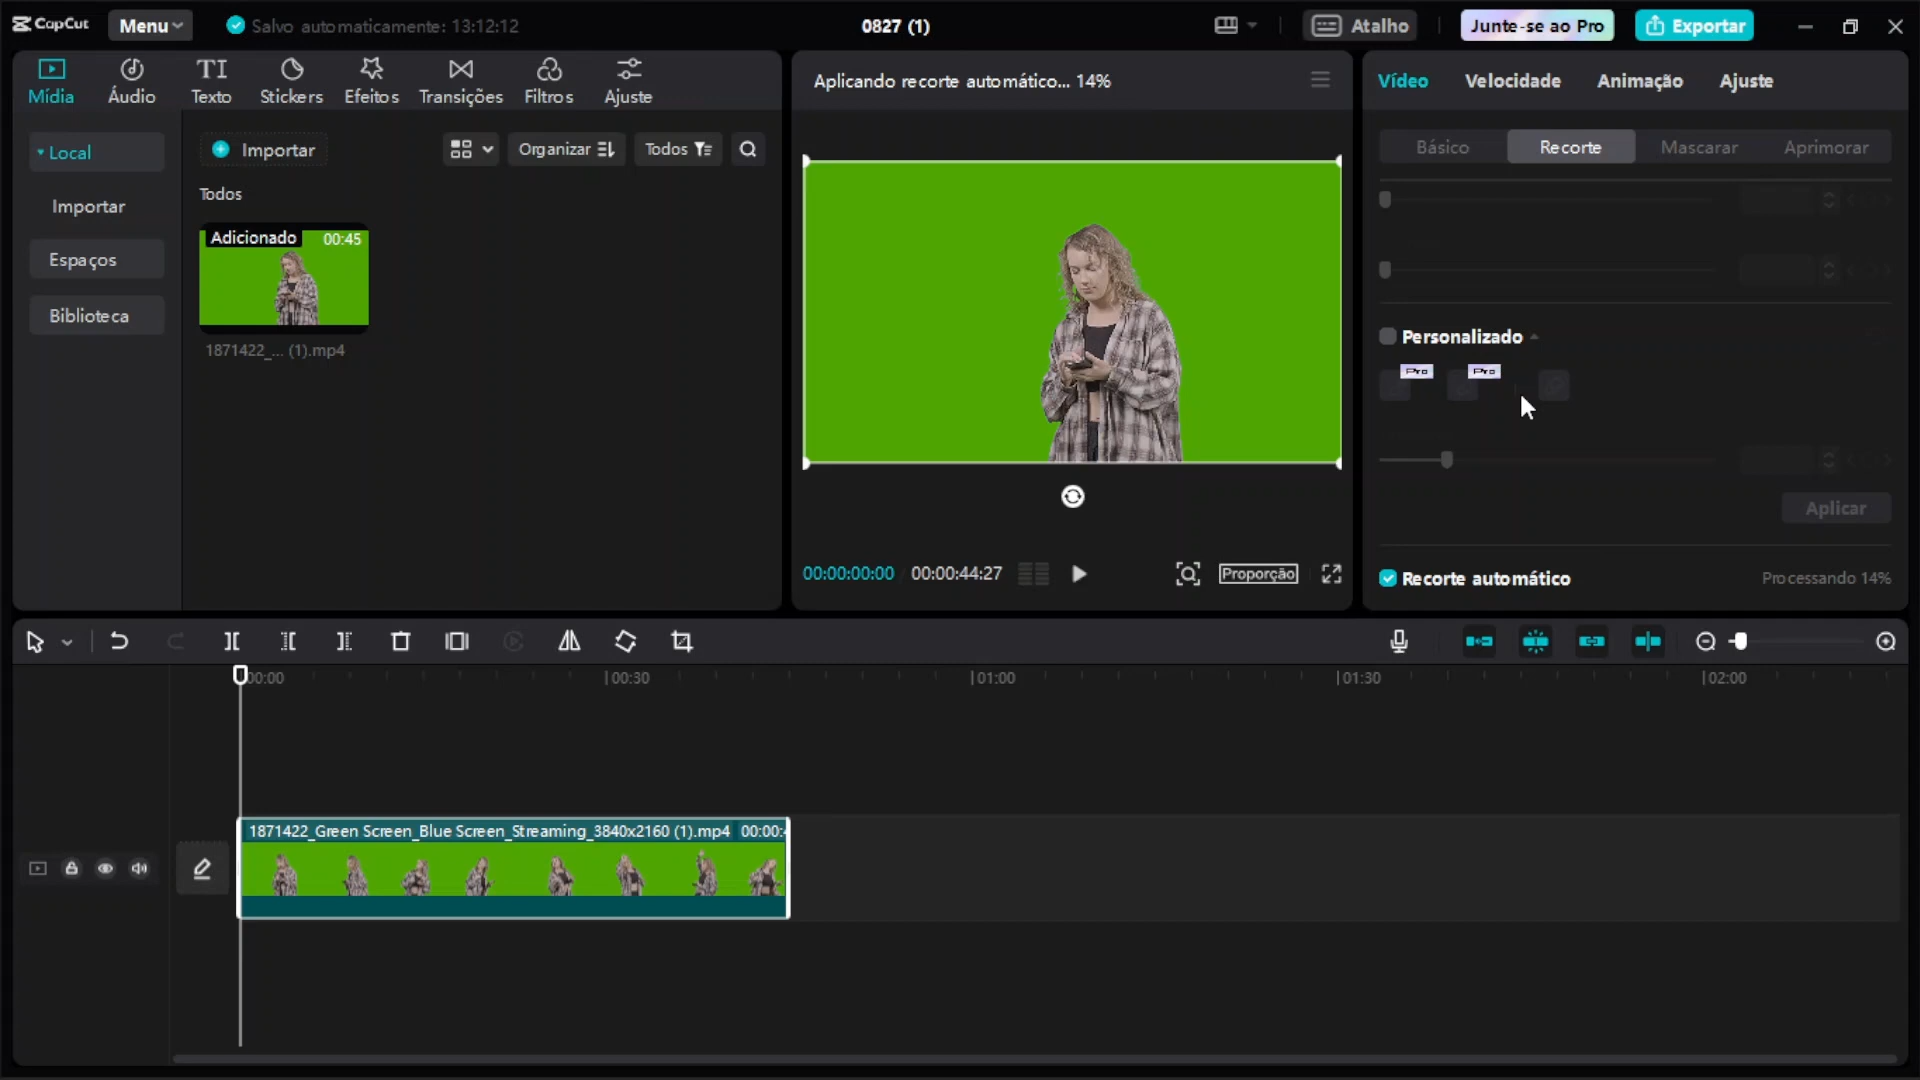 CapCut
Menu
Salvo automaticamente: 13:12:12
0827 (1)
Atalho
Junte-se ao Pro
Exportar
Mídia
Áudio
Texto
Stickers
Efeitos
Transições
Filtros
Ajuste
Local
Importar
Espaços
Biblioteca
Importar
Organizar
Todos
Todos
Adicionado
00:45
1871422_... (1).mp4
Aplicando recorte automático... 14%
00:00:00:00
00:00:44:27
Proporção
Vídeo
Velocidade
Animação
Ajuste
Básico
Recorte
Mascarar
Aprimorar
Personalizado
Pro
Pro
Aplicar
Recorte automático
Processando 14%
00:00
00:30
01:00
01:30
02:00
1871422_Green Screen_Blue Screen_Streaming_3840x2160 (1).mp4
00:00: